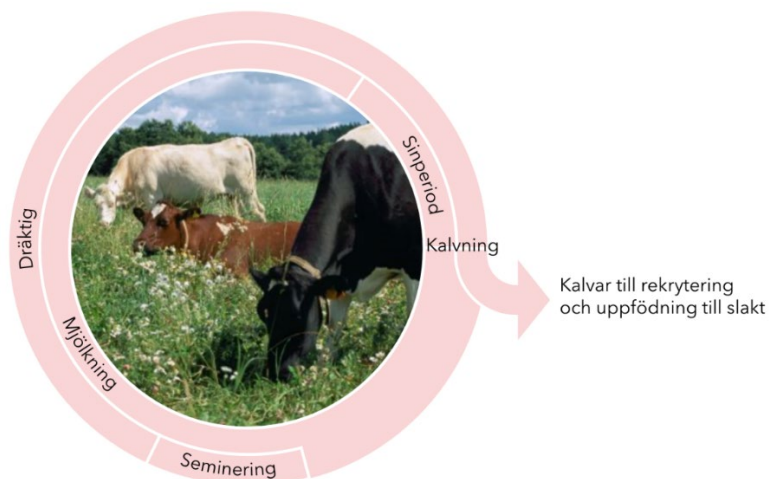 Sinperiod
Kalvning
Dräktig
Kalvar till rekrytering
och uppfödning till slakt
Mjölkning
Seminering